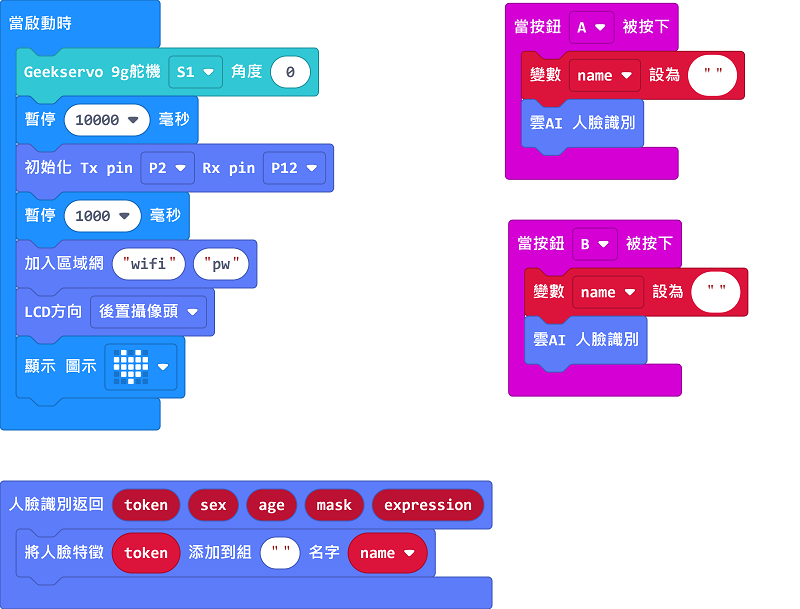 當啟動時
Geekservo 9g舵機 S1 角度 0
暫停 10000 毫秒
初始化 Tx pin P2 Rx pin P12
暫停 1000 毫秒
加入區域網 "wifi" "pw"
LCD方向 後置攝像頭
顯示 圖示
當按鈕 A 被按下
變數 name 設為 " "
雲AI 人臉識別
當按鈕 B 被按下
變數 name 設為 " "
雲AI 人臉識別
人臉識別返回 token sex age mask expression
將人臉特徵 token 添加到組 " " 名字 name